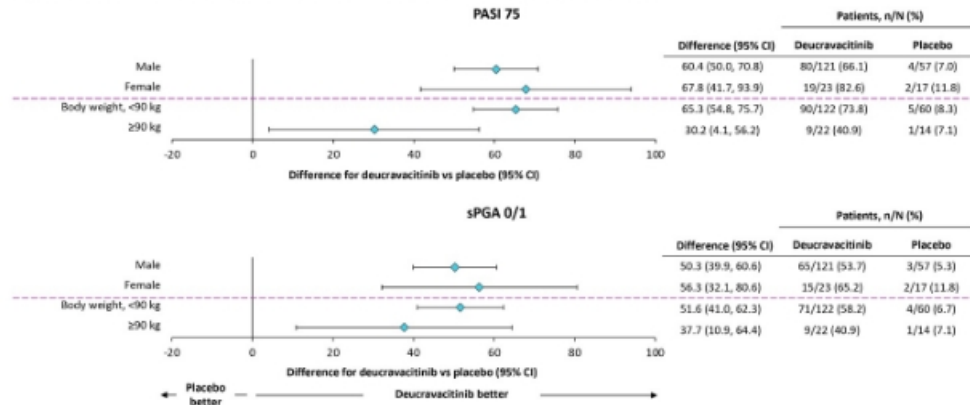 PASI 75
Patients, n/N (%)
Difference (95% CI) Deucravacitinib Placebo
Male 60.4 (50.0, 70.8) 80/121 (66.1) 4/57 (7.0)
Female 67.8 (41.7, 93.9) 19/23 (82.6) 2/17 (11.8)
Body weight, <90 kg 65.3 (54.8, 75.7) 90/122 (73.8) 5/60 (8.3)
≥90 kg 30.2 (4.1, 56.2) 9/22 (40.9) 1/14 (7.1)
-20 0 20 40 60 80 100
Difference for deucravacitinib vs placebo (95% CI)
sPGA 0/1
Patients, n/N (%)
Difference (95% CI) Deucravacitinib Placebo
Male 50.3 (39.9, 60.6) 65/121 (53.7) 3/57 (5.3)
Female 56.3 (32.1, 80.6) 15/23 (65.2) 2/17 (11.8)
Body weight, <90 kg 51.6 (41.0, 62.3) 71/122 (58.2) 4/60 (6.7)
≥90 kg 37.7 (10.9, 64.4) 9/22 (40.9) 1/14 (7.1)
-20 0 20 40 60 80 100
Difference for deucravacitinib vs placebo (95% CI)
Placebo better
Deucravacitinib better